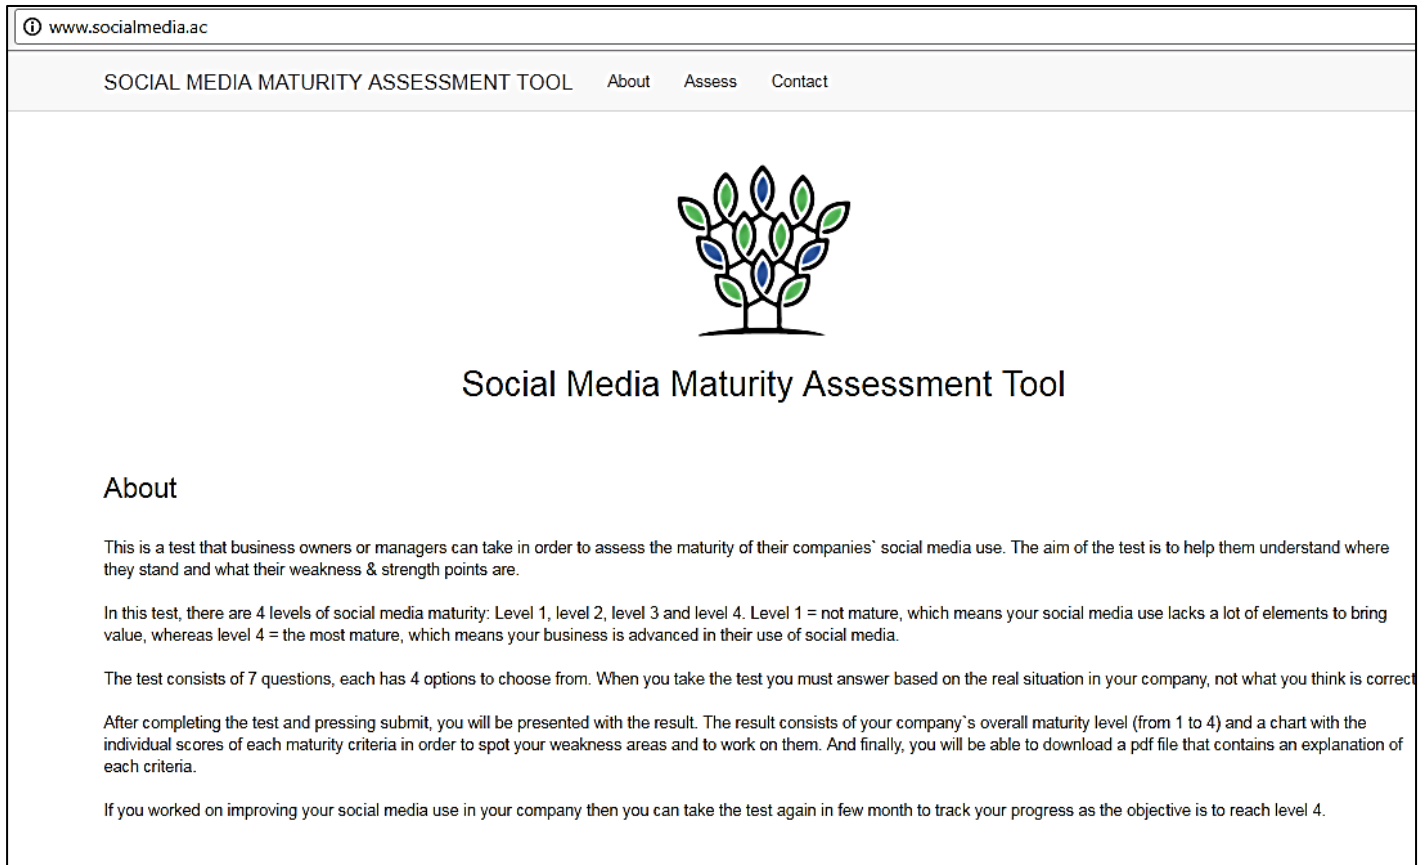 www.socialmedia.ac
SOCIAL MEDIA MATURITY ASSESSMENT TOOL About Assess Contact
Social Media Maturity Assessment Tool
About
This is a test that business owners or managers can take in order to assess the maturity of their companies` social media use. The aim of the test is to help them understand where
they stand and what their weakness & strength points are.
In this test, there are 4 levels of social media maturity: Level 1, level 2, level 3 and level 4. Level 1 = not mature, which means your social media use lacks a lot of elements to bring
value, whereas level 4 = the most mature, which means your business is advanced in their use of social media.
The test consists of 7 questions, each has 4 options to choose from. When you take the test you must answer based on the real situation in your company, not what you think is correct
After completing the test and pressing submit, you will be presented with the result. The result consists of your company`s overall maturity level (from 1 to 4) and a chart with the
individual scores of each maturity criteria in order to spot your weakness areas and to work on them. And finally, you will be able to download a pdf file that contains an explanation of
each criteria.
If you worked on improving your social media use in your company then you can take the test again in few month to track your progress as the objective is to reach level 4.